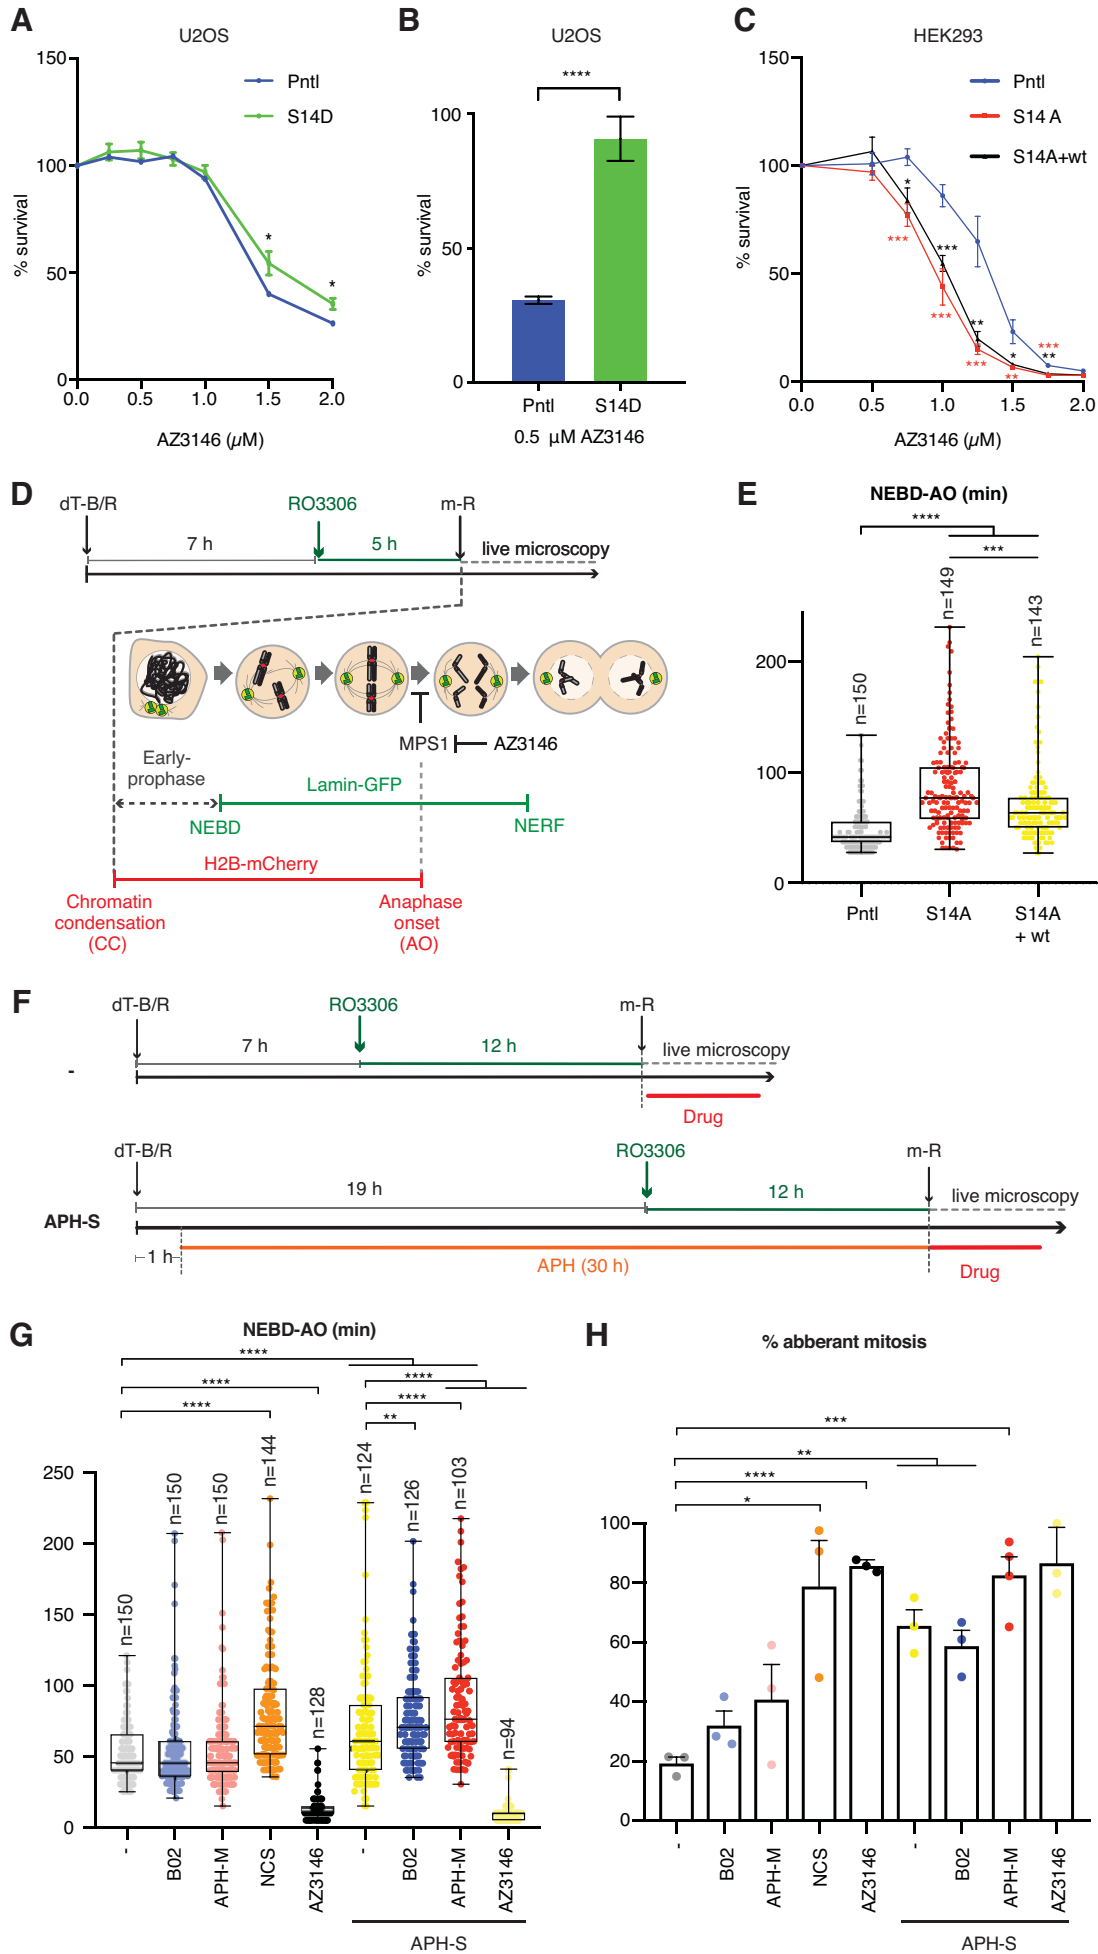 A
U2OS
150
100
50
0
% survival
Pntl
S14D
*
*
0.0
0.5
1.0
1.5
2.0
AZ3146 (µM)
B
U2OS
****
100
50
0
% survival
Pntl
S14D
0.5 µM AZ3146
C
HEK293
150
100
50
0
% survival
Pntl
S14 A
S14A+wt
*
***
***
***
**
***
*
**
***
**
0.0
0.5
1.0
1.5
2.0
AZ3146 (µM)
D
dT-B/R
RO3306
m-R
7 h
5 h
live microscopy
MPS1
AZ3146
Early-
prophase
Lamin-GFP
NEBD
NERF
H2B-mCherry
Chromatin
condensation
(CC)
Anaphase
onset
(AO)
E
NEBD-AO (min)
****
***
n=150
n=149
n=143
200
100
0
Pntl
S14A
S14A
+ wt
F
dT-B/R
RO3306
m-R
7 h
12 h
live microscopy
-
Drug
dT-B/R
RO3306
m-R
19 h
12 h
live microscopy
APH-S
1 h
APH (30 h)
Drug
G
NEBD-AO (min)
****
****
****
****
****
**
n=150
n=150
n=150
n=144
n=128
n=124
n=126
n=103
n=94
250
200
150
100
50
0
-
B02
APH-M
NCS
AZ3146
-
B02
APH-M
AZ3146
APH-S
H
% abberant mitosis
***
**
****
*
100
80
60
40
20
0
-
B02
APH-M
NCS
AZ3146
-
B02
APH-M
AZ3146
APH-S